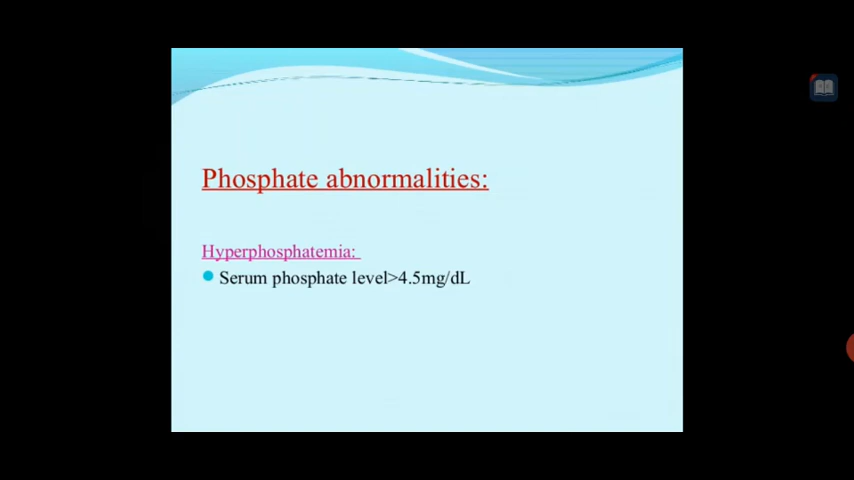 Phosphate abnormalities:
Hyperphosphatemia:
Serum phosphate level>4.5mg/dL